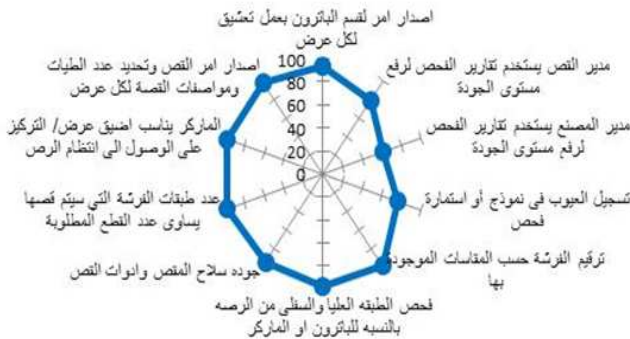 اصدار امر لقسم الباترون بعمل تعشيق
لكل عرض
مدير القص يستخدم تقارير الفحص لرفع
مستوى الجودة
مدير المصنع يستخدم تقارير الفحص
لرفع مستوى الجودة
تسجيل العيوب فى نموذج أو استمارة
فحص
ترقيم الفرشة حسب المقاسات الموجودة
بها
فحص الطبقه العليا والسفلى من الرصه
بالنسبه للباترون او الماركر
جوده سلاح المقص وادوات القص
عدد طبقات الفرشة التي سيتم قصها
يساوى عدد القطع المطلوبة
الماركر يناسب اضيق عرض/ التركيز
على الوصول الى انتظام الرص
اصدار امر القص وتحديد عدد الطيات
ومواصفات القصة لكل عرض
100
80
60
40
20
0